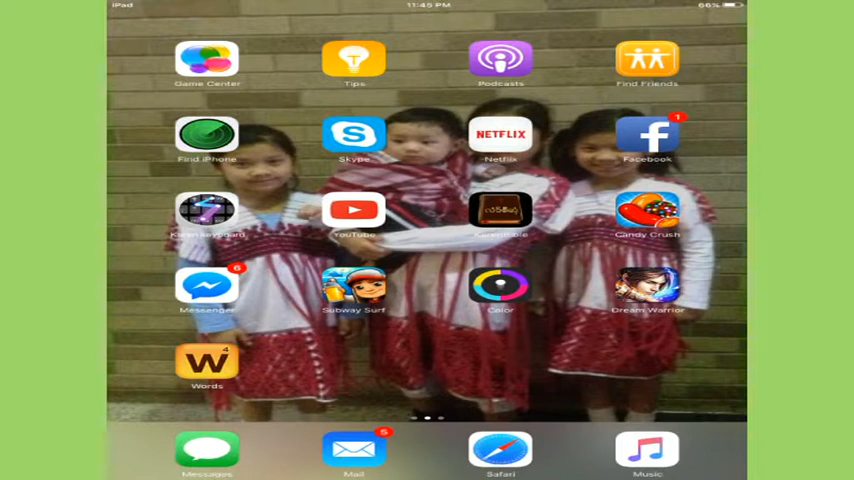 iPad 11:45 PM 66%
Game Center Tips Podcasts Find Friends
1
Find iPhone Skype NETFLIX Netflix Facebook
Karen keyboard YouTube Candy Crush
6
Messenger Subway Surf Color Dream Warrior
W 4
Words
5
Messages Mail Safari Music